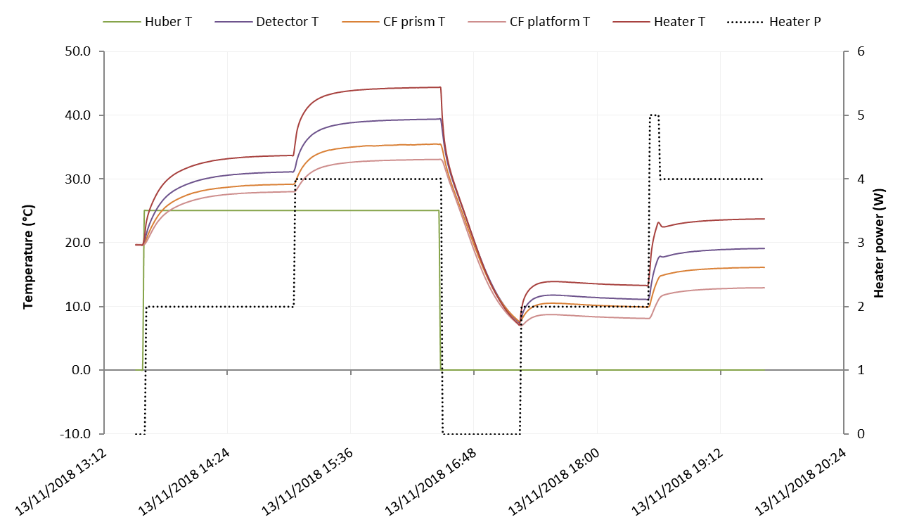 Huber T Detector T CF prism T CF platform T Heater T Heater P
50.0 6
40.0 5
30.0 4
20.0 3
10.0 2
0.0 1
-10.0 0
Temperature (°C)
Heater power (W)
13/11/2018 13:12 13/11/2018 14:24 13/11/2018 15:36 13/11/2018 16:48 13/11/2018 18:00 13/11/2018 19:12 13/11/2018 20:24